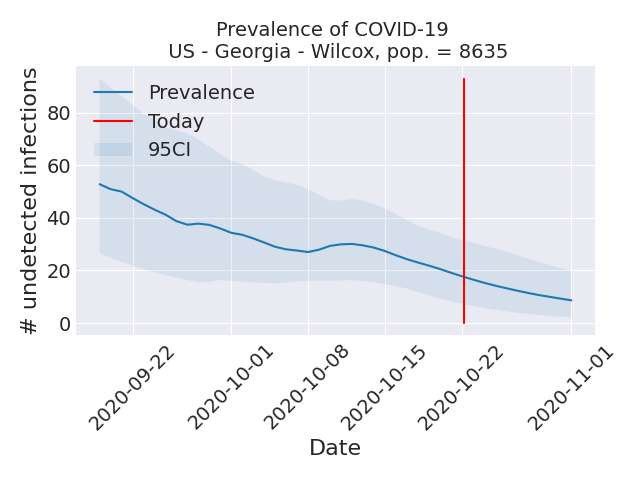 Prevalence of COVID-19
US - Georgia - Wilcox, pop. = 8635
# undetected infections
80
60
40
20
0
Prevalence
Today
95CI
2020-09-22
2020-10-01
2020-10-08
2020-10-15
2020-10-22
2020-11-01
Date